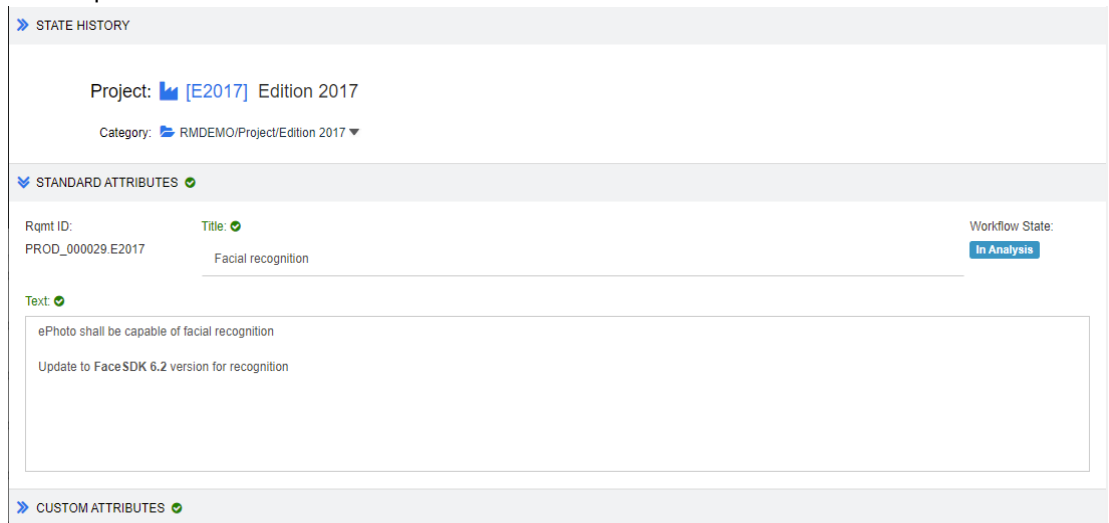 STATE HISTORY
Project: [E2017] Edition 2017
Category: RMDEMO/Project/Edition 2017
STANDARD ATTRIBUTES
Rqmt ID: Title: Workflow State:
PROD_000029.E2017 Facial recognition In Analysis
Text:
ePhoto shall be capable of facial recognition
Update to FaceSDK 6.2 version for recognition
CUSTOM ATTRIBUTES